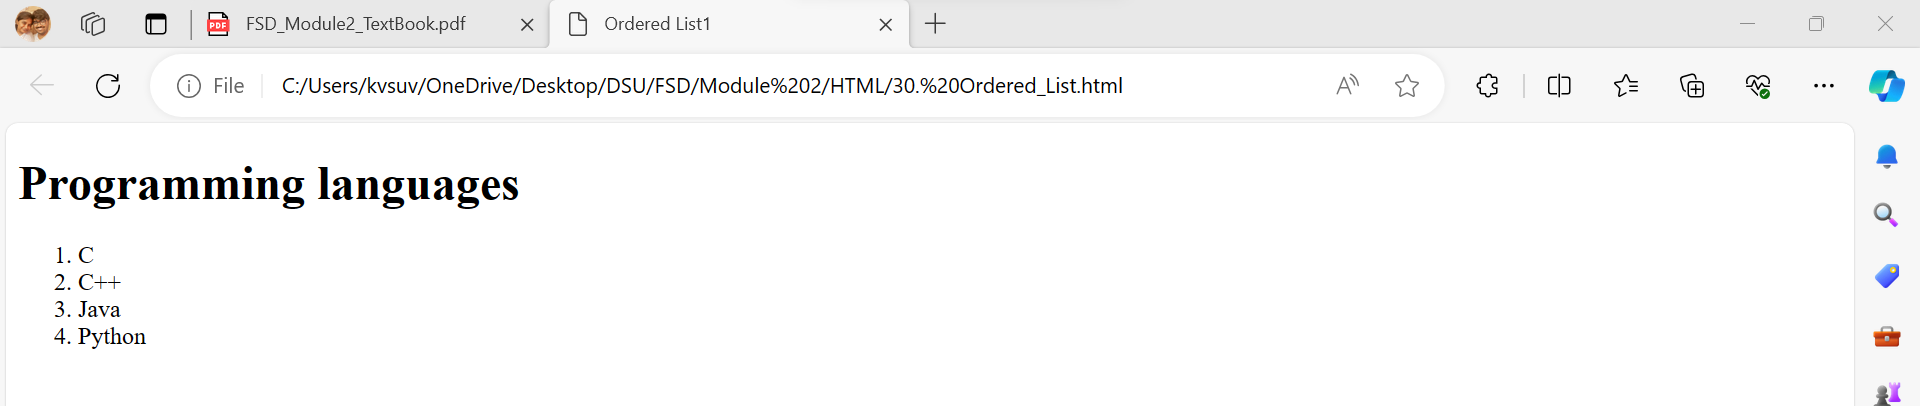 FSD_Module2_TextBook.pdf
Ordered List1
File
C:/Users/kvsuv/OneDrive/Desktop/DSU/FSD/Module%202/HTML/30.%20Ordered_List.html
Programming languages
1. C
2. C++
3. Java
4. Python